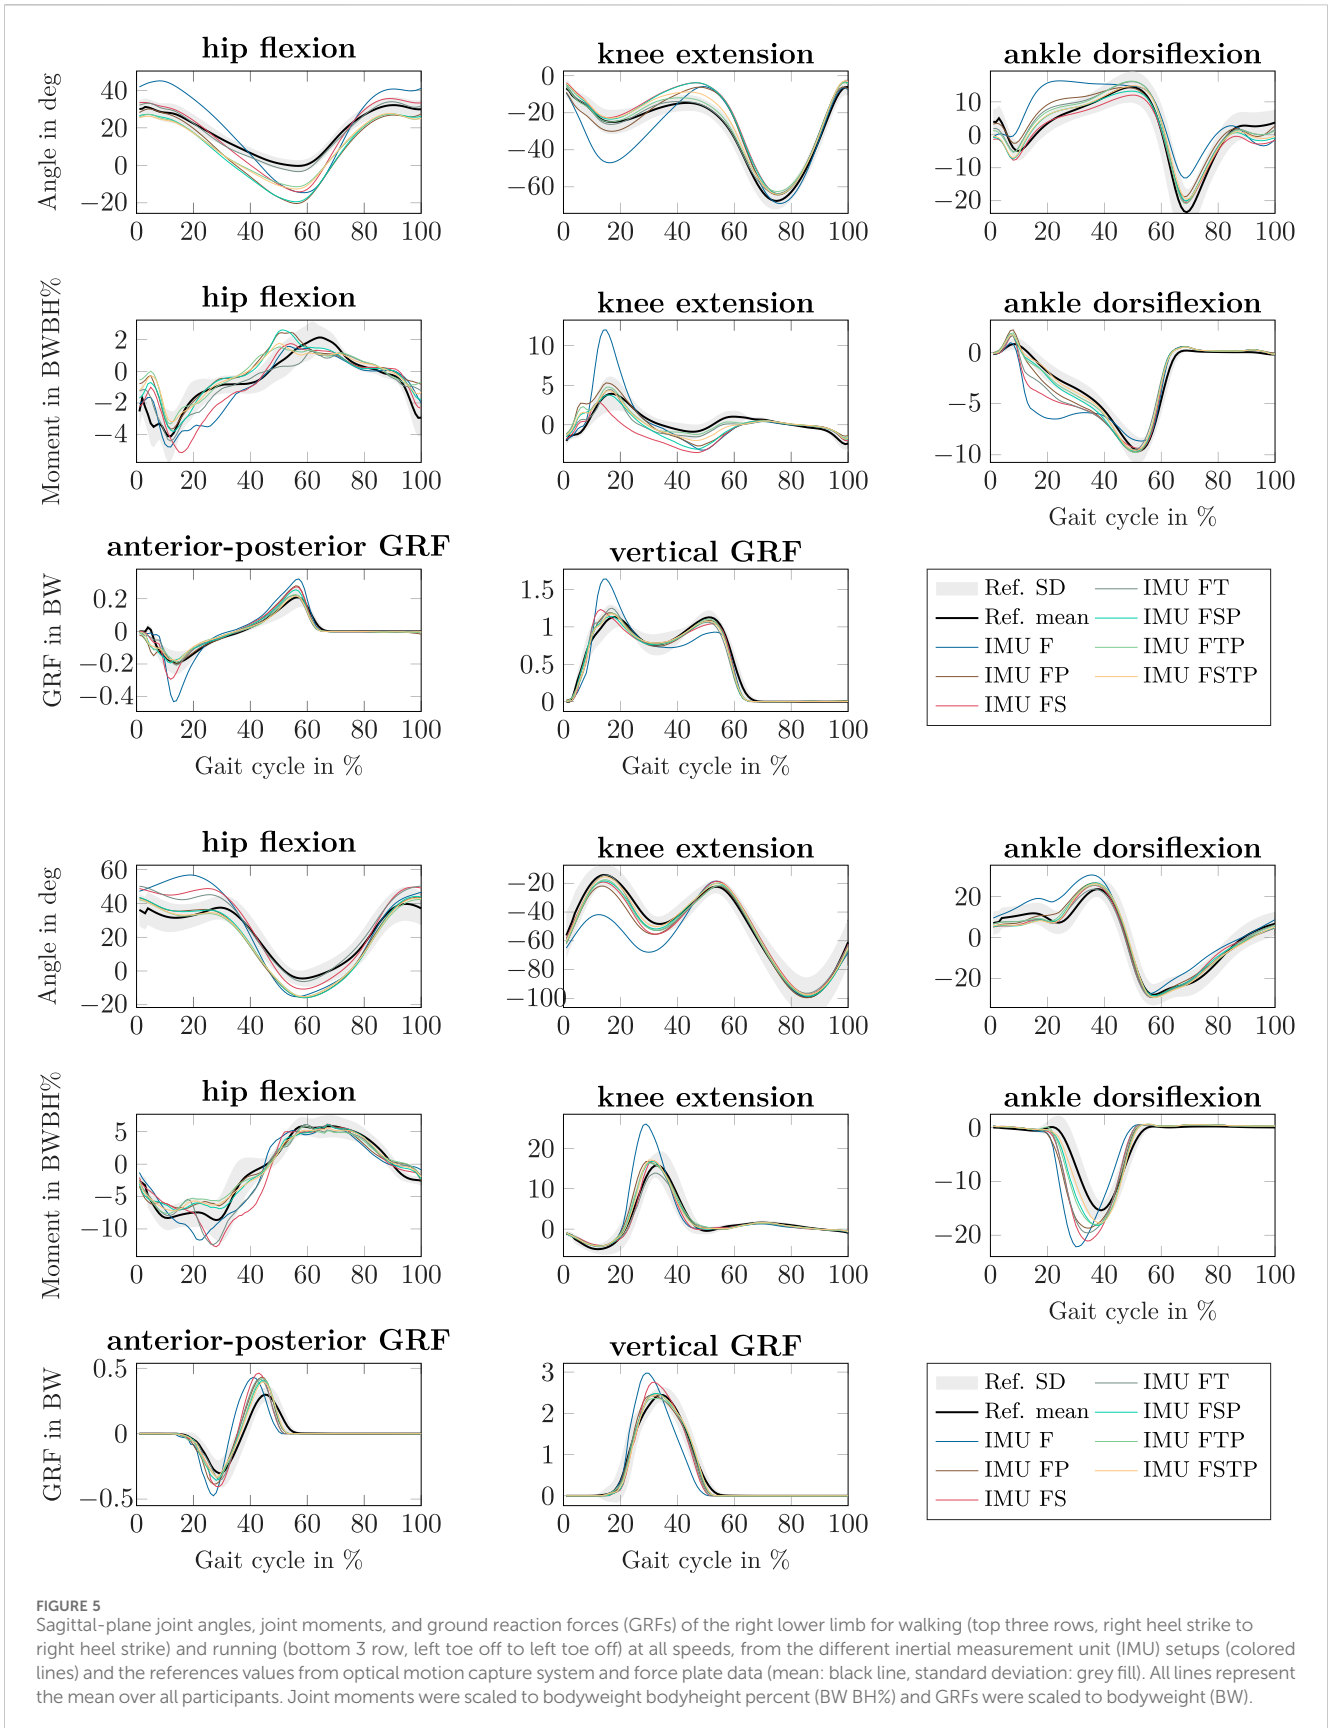 hip flexion knee extension ankle dorsiflexion
Angle in deg
40 20 0 −20
0 −20 −40 −60
10 0 −10 −20
0 20 40 60 80 100 0 20 40 60 80 100 0 20 40 60 80 100
hip flexion knee extension ankle dorsiflexion
Moment in BWBH%
2 0 −2 −4
10 5 0
0 −5 −10
0 20 40 60 80 100 0 20 40 60 80 100 0 20 40 60 80 100
Gait cycle in %
anterior-posterior GRF vertical GRF
GRF in BW
0.2 0 −0.2 −0.4
1.5 1 0.5 0
0 20 40 60 80 100 0 20 40 60 80 100
Gait cycle in % Gait cycle in %
Ref. SD IMU FT
Ref. mean IMU FSP
IMU F IMU FTP
IMU FP IMU FSTP
IMU FS
hip flexion knee extension ankle dorsiflexion
Angle in deg
60 40 20 0 −20
−20 −40 −60 −80 −100
20 0 −20
0 20 40 60 80 100 0 20 40 60 80 100 0 20 40 60 80 100
hip flexion knee extension ankle dorsiflexion
Moment in BWBH%
5 0 −5 −10
20 10 0
0 −10 −20
0 20 40 60 80 100 0 20 40 60 80 100 0 20 40 60 80 100
Gait cycle in %
anterior-posterior GRF vertical GRF
GRF in BW
0.5 0 −0.5
3 2 1 0
0 20 40 60 80 100 0 20 40 60 80 100
Gait cycle in % Gait cycle in %
Ref. SD IMU FT
Ref. mean IMU FSP
IMU F IMU FTP
IMU FP IMU FSTP
IMU FS
FIGURE 5
Sagittal-plane joint angles, joint moments, and ground reaction forces (GRFs) of the right lower limb for walking (top three rows, right heel strike to
right heel strike) and running (bottom 3 row, left toe off to left toe off) at all speeds, from the different inertial measurement unit (IMU) setups (colored
lines) and the references values from optical motion capture system and force plate data (mean: black line, standard deviation: grey fill). All lines represent
the mean over all participants. Joint moments were scaled to bodyweight bodyheight percent (BW BH%) and GRFs were scaled to bodyweight (BW).